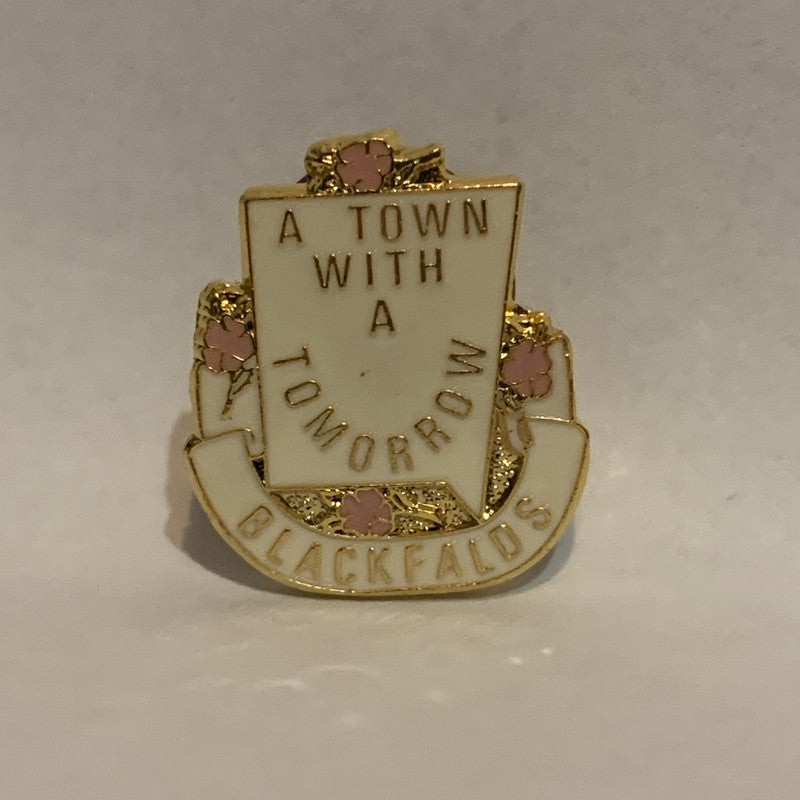 A TOWN
WITH
A
TOMORROW
BLACKFALDS